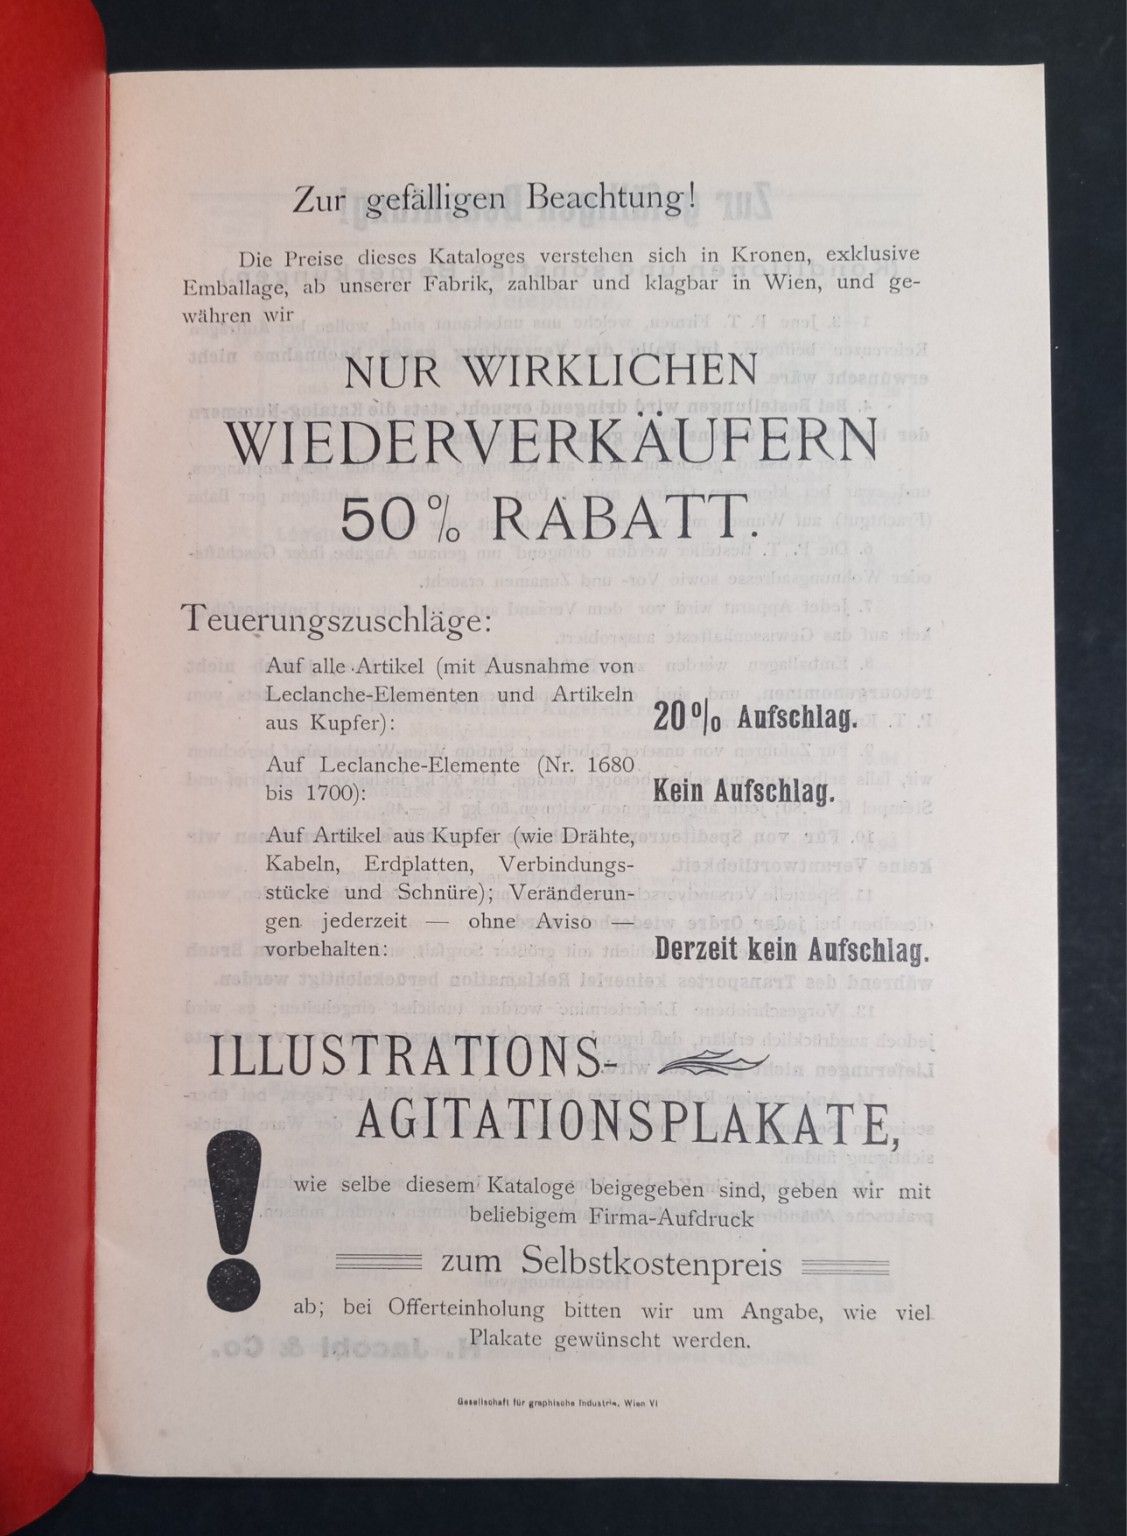 Zur gefälligen Beachtung!
Die Preise dieses Kataloges verstehen sich in Kronen, exklusive
Emballage, ab unserer Fabrik, zahlbar und klagbar in Wien, und ge-
währen wir
NUR WIRKLICHEN
WIEDERVERKÄUFERN
50% RABATT.
Teuerungszuschläge:
Auf alle Artikel (mit Ausnahme von
Leclanche-Elementen und Artikeln
aus Kupfer):
20% Aufschlag.
Auf Leclanche-Elemente (Nr. 1680
bis 1700):
Kein Aufschlag.
Auf Artikel aus Kupfer (wie Drähte,
Kabeln, Erdplatten, Verbindungs-
stücke und Schnüre); Veränderun-
gen jederzeit — ohne Aviso —
vorbehalten:
Derzeit kein Aufschlag.
ILLUSTRATIONS-
AGITATIONSPLAKATE,
!
wie selbe diesem Kataloge beigegeben sind, geben wir mit
beliebigem Firma-Aufdruck
zum Selbstkostenpreis
ab; bei Offerteinholung bitten wir um Angabe, wie viel
Plakate gewünscht werden.
Gesellschaft für graphische Industrie, Wien VI